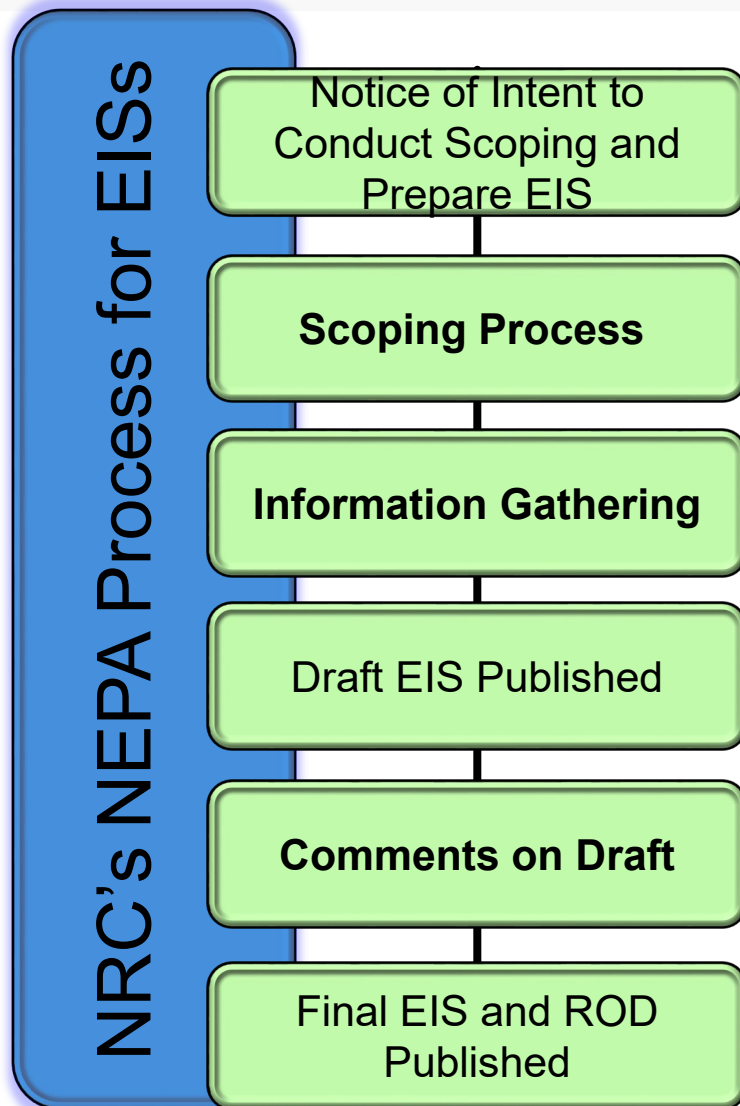 NRC’s NEPA Process for EISs
Notice of Intent to
Conduct Scoping and
Prepare EIS
Scoping Process
Information Gathering
Draft EIS Published
Comments on Draft
Final EIS and ROD
Published